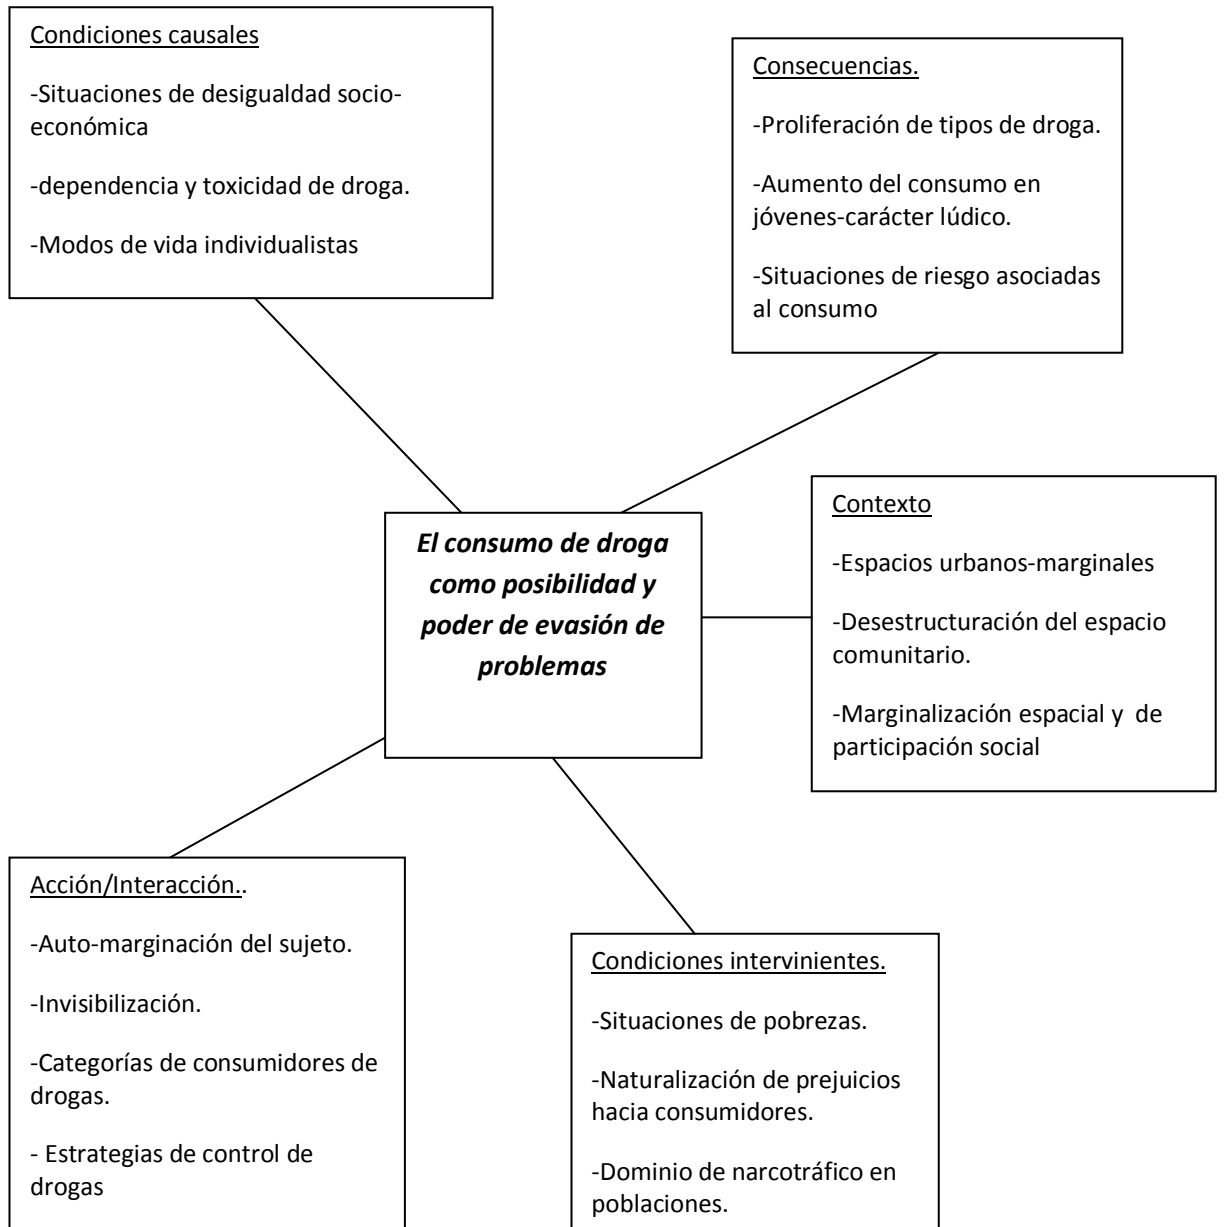 Condiciones causales
-Situaciones de desigualdad socio-
económica
-dependencia y toxicidad de droga.
-Modos de vida individualistas
Consecuencias.
-Proliferación de tipos de droga.
-Aumento del consumo en
jóvenes-carácter lúdico.
-Situaciones de riesgo asociadas
al consumo
El consumo de droga
como posibilidad y
poder de evasión de
problemas
Contexto
-Espacios urbanos-marginales
-Desestructuración del espacio
comunitario.
-Marginalización espacial y  de
participación social
Acción/Interacción..
-Auto-marginación del sujeto.
-Invisibilización.
-Categorías de consumidores de
drogas.
- Estrategias de control de
drogas
Condiciones intervinientes.
-Situaciones de pobrezas.
-Naturalización de prejuicios
hacia consumidores.
-Dominio de narcotráfico en
poblaciones.